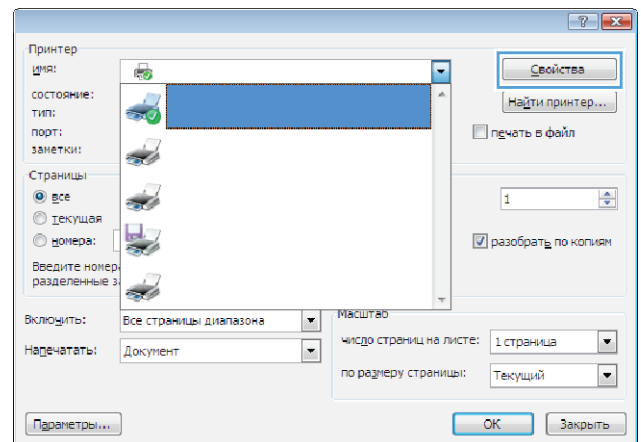 Принтер
имя:
Свойства
состояние:
Найти принтер...
тип:
порт:
печать в файл
заметки:
Страницы
все
1
текущая
номера:
разобрать по копиям
Введите номер
разделенные з
Включить:
Все страницы диапазона
Масштаб
число страниц на листе:
1 страница
Напечатать:
Документ
по размеру страницы:
Текущий
Параметры...
OK
Закрыть